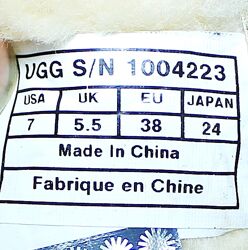 UGG S/N 1004223
USA UK EU JAPAN
7 5.5 38 24
Made In China
Fabrique en Chine